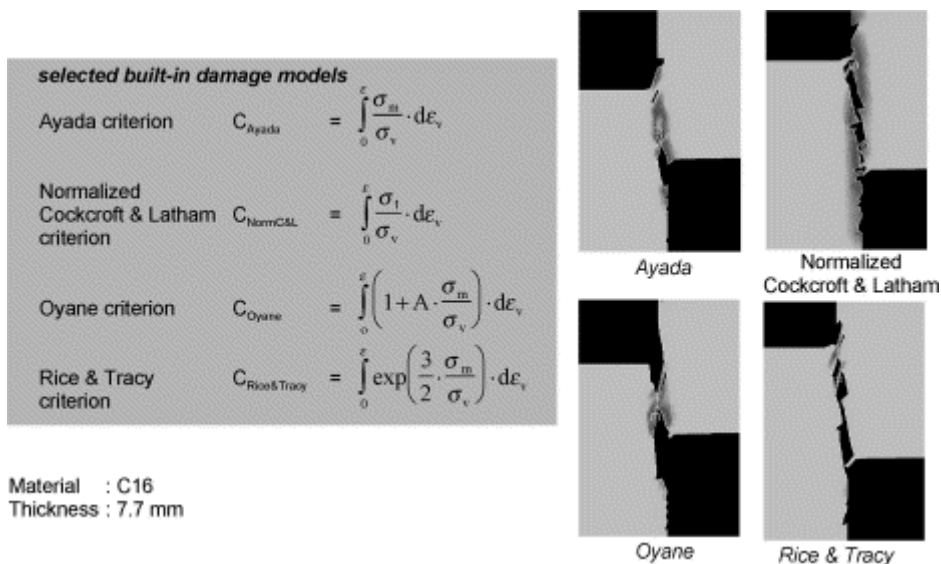 selected built-in damage models
Ayada criterion C_Ayada = ∫₀^ε σ_m/σ_v · dε_v
Normalized
Cockcroft & Latham
criterion C_NormC&L = ∫₀^ε σ_1/σ_v · dε_v
Oyane criterion C_Oyane = ∫₀^ε (1 + A · σ_m/σ_v) · dε_v
Rice & Tracy
criterion C_Rice&Tracy = ∫₀^ε exp(3/2 · σ_m/σ_v) · dε_v
Material : C16
Thickness : 7.7 mm
Ayada
Normalized
Cockcroft & Latham
Oyane
Rice & Tracy